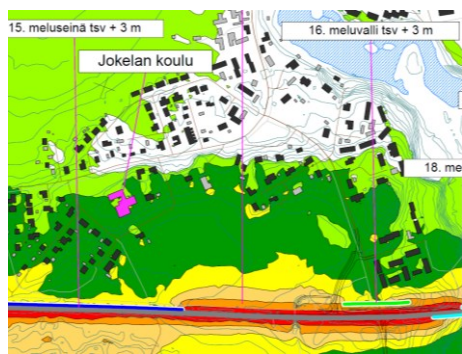 15. meluseinä tsv + 3 m
16. meluvalli tsv + 3 m
Jokelan koulu
18. me